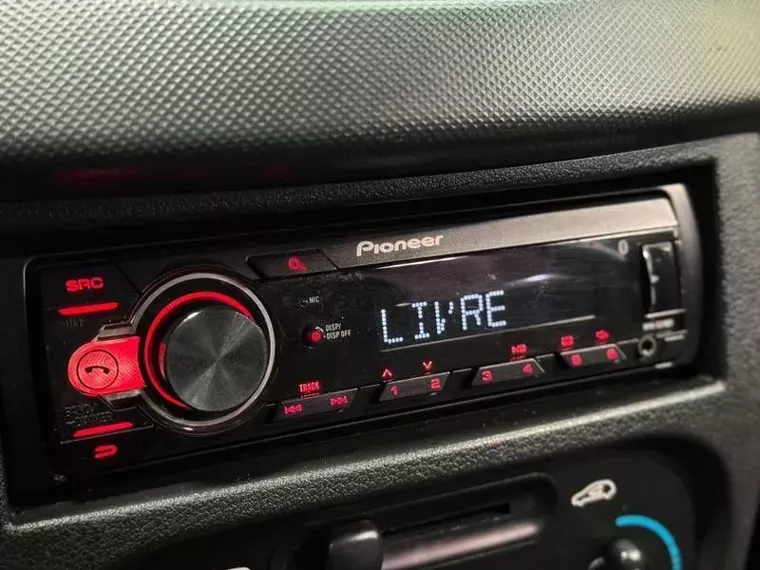 Pioneer
SRC
MIC
DISP/
DISP OFF
LIVRE
TRACK
1 2 3 4 5 6